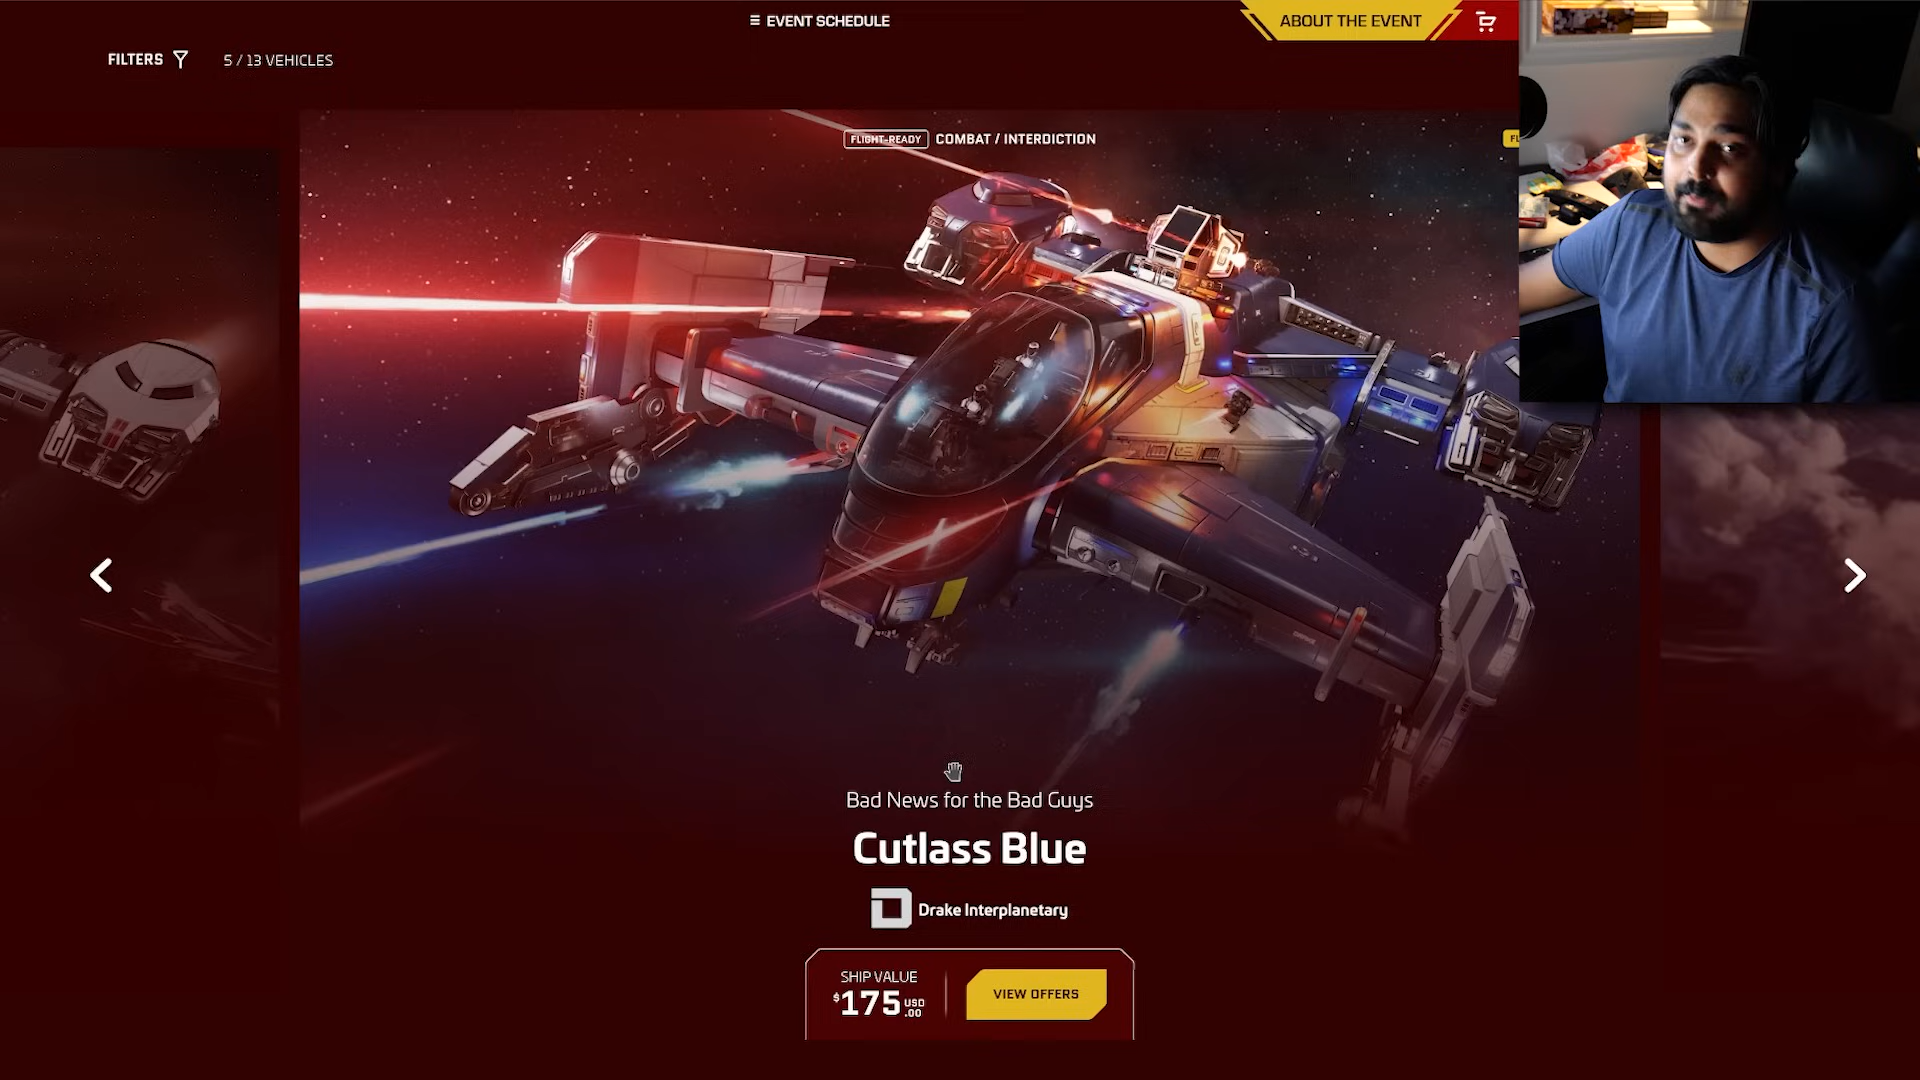 EVENT SCHEDULE
ABOUT THE EVENT
FILTERS
5 / 13 VEHICLES
FLIGHT-READY
COMBAT / INTERDICTION
Bad News for the Bad Guys
Cutlass Blue
Drake Interplanetary
SHIP VALUE
$175 USD .00
VIEW OFFERS